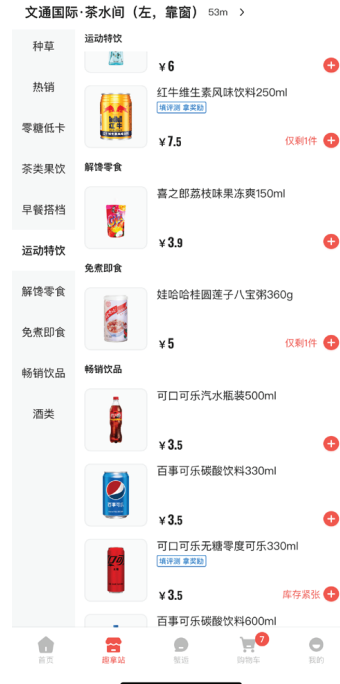 文通国际·茶水间（左，靠窗） 53m >
种草
热销
零糖低卡
茶类果饮
早餐搭档
运动特饮
解馋零食
免煮即食
畅销饮品
酒类
运动特饮
¥6
红牛维生素风味饮料250ml
填评测 拿奖励
¥7.5
仅剩1件
解馋零食
喜之郎荔枝味果冻爽150ml
¥3.9
免煮即食
娃哈哈桂圆莲子八宝粥360g
¥5
仅剩1件
畅销饮品
可口可乐汽水瓶装500ml
¥3.5
百事可乐碳酸饮料330ml
¥3.5
可口可乐无糖零度可乐330ml
填评测 拿奖励
¥3.5
库存紧张
百事可乐碳酸饮料600ml
首页
趣拿站
7
购物车
我的